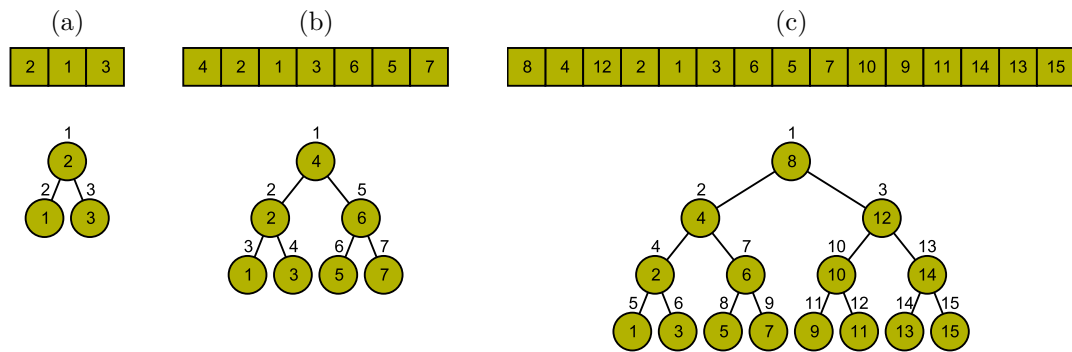 (a) (b) (c)
2 1 3 4 2 1 3 6 5 7 8 4 12 2 1 3 6 5 7 10 9 11 14 13 15
1 1 1
2 4 8
2 3 2 5 2 3
1 3 2 6 4 12
3 4 6 7 4 7 10 13
1 3 5 7 2 6 10 14
5 6 8 9 11 12 14 15
1 3 5 7 9 11 13 15